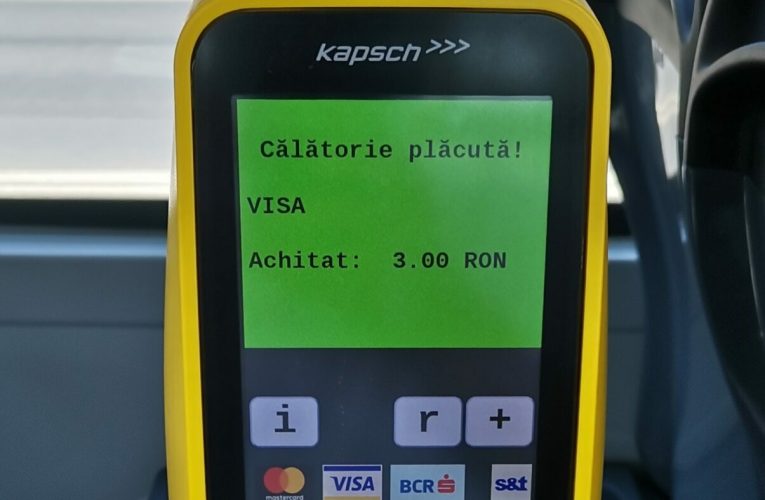 kapsch >>>
Călătorie plăcută!
VISA
Achitat: 3.00 RON
i r +
mastercard VISA BCR s&t